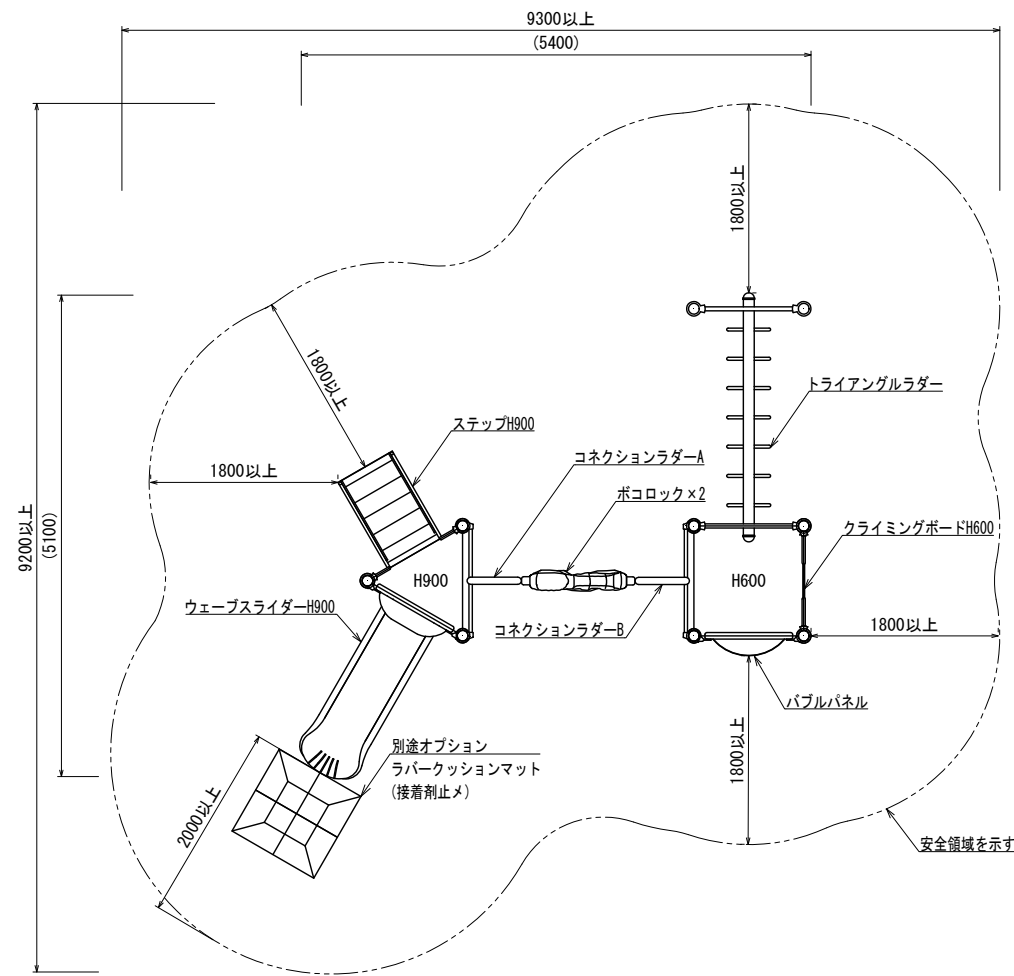 9300以上
(5400)
1800以上
1800以上
トライアングルラダー
ステップH900
1800以上
コネクションラダーA
ボコロック×2
クライミングボードH600
9200以上
(5100)
H900
H600
ウェーブスライダーH900
コネクションラダーB
1800以上
バブルパネル
別途オプション
ラバークッションマット
(接着剤止メ)
1800以上
2000以上
安全領域を示す